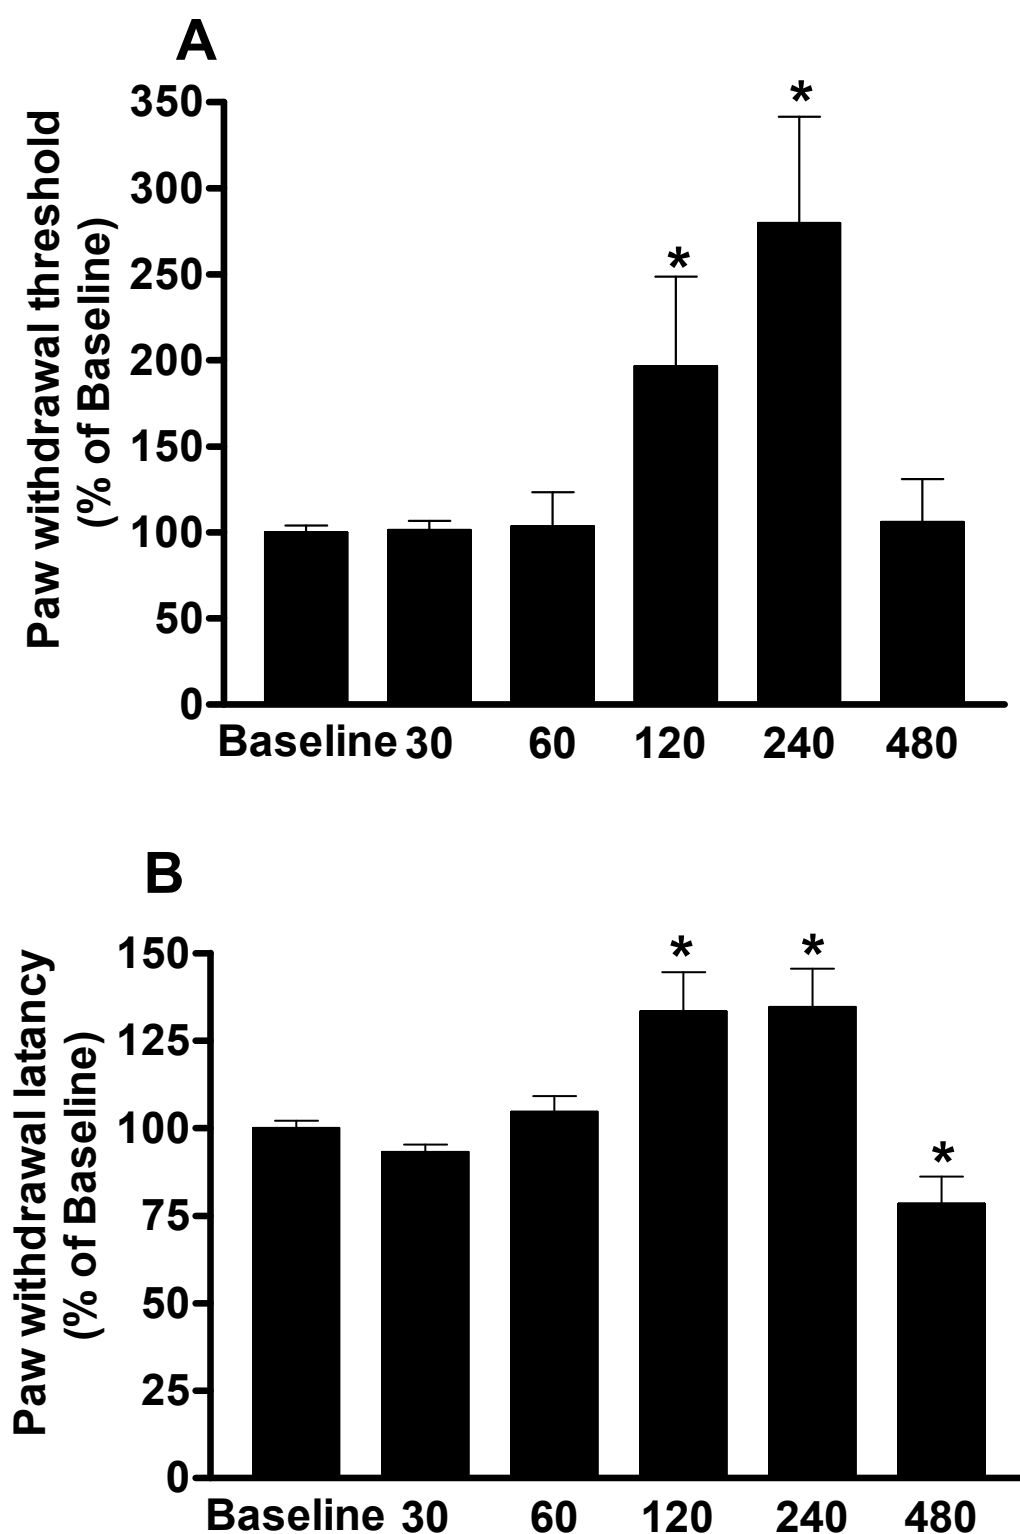 A
Paw withdrawal threshold
(% of Baseline)
350
300
250
200
150
100
50
0
*
*
Baseline 30 60 120 240 480
B
Paw withdrawal latancy
(% of Baseline)
150
125
100
75
50
25
0
*
*
*
Baseline 30 60 120 240 480